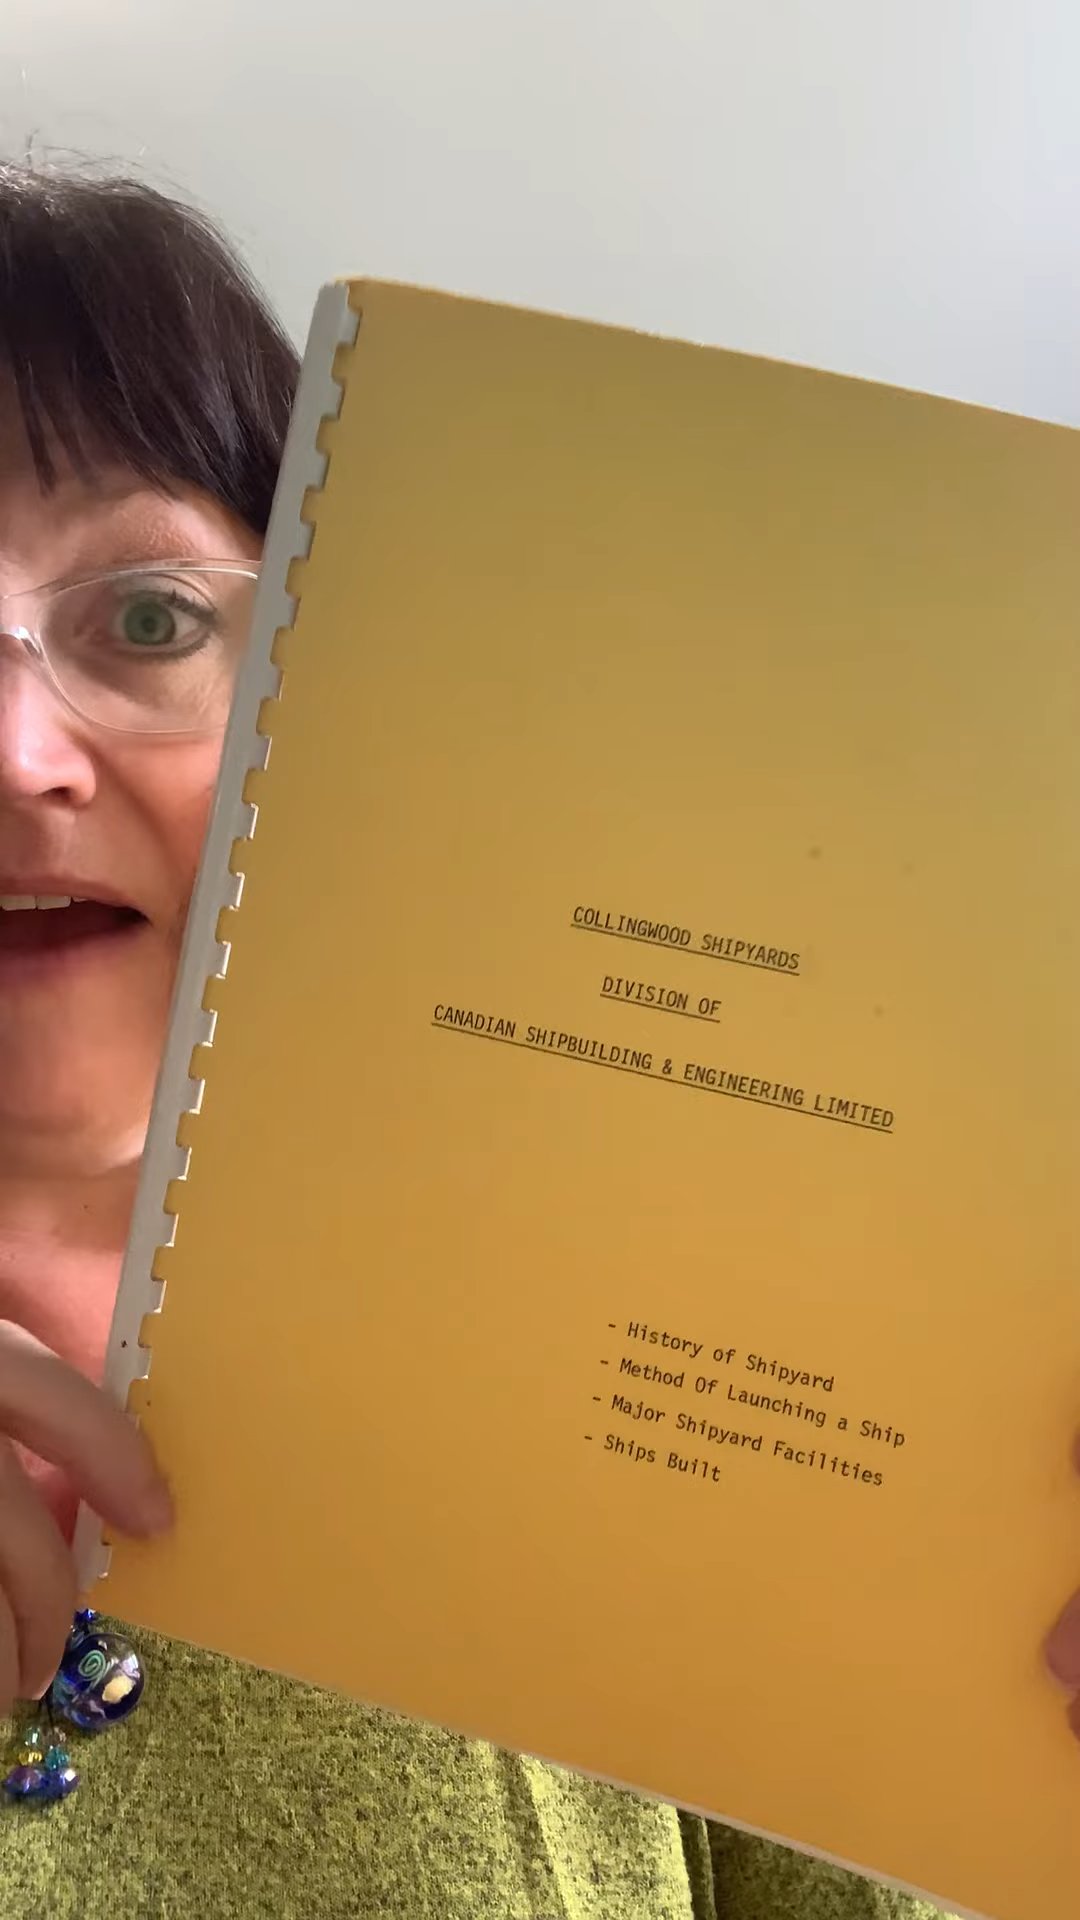 COLLINGWOOD SHIPYARDS
DIVISION OF
CANADIAN SHIPBUILDING & ENGINEERING LIMITED
- History of Shipyard
- Method Of Launching a Ship
- Major Shipyard Facilities
- Ships Built